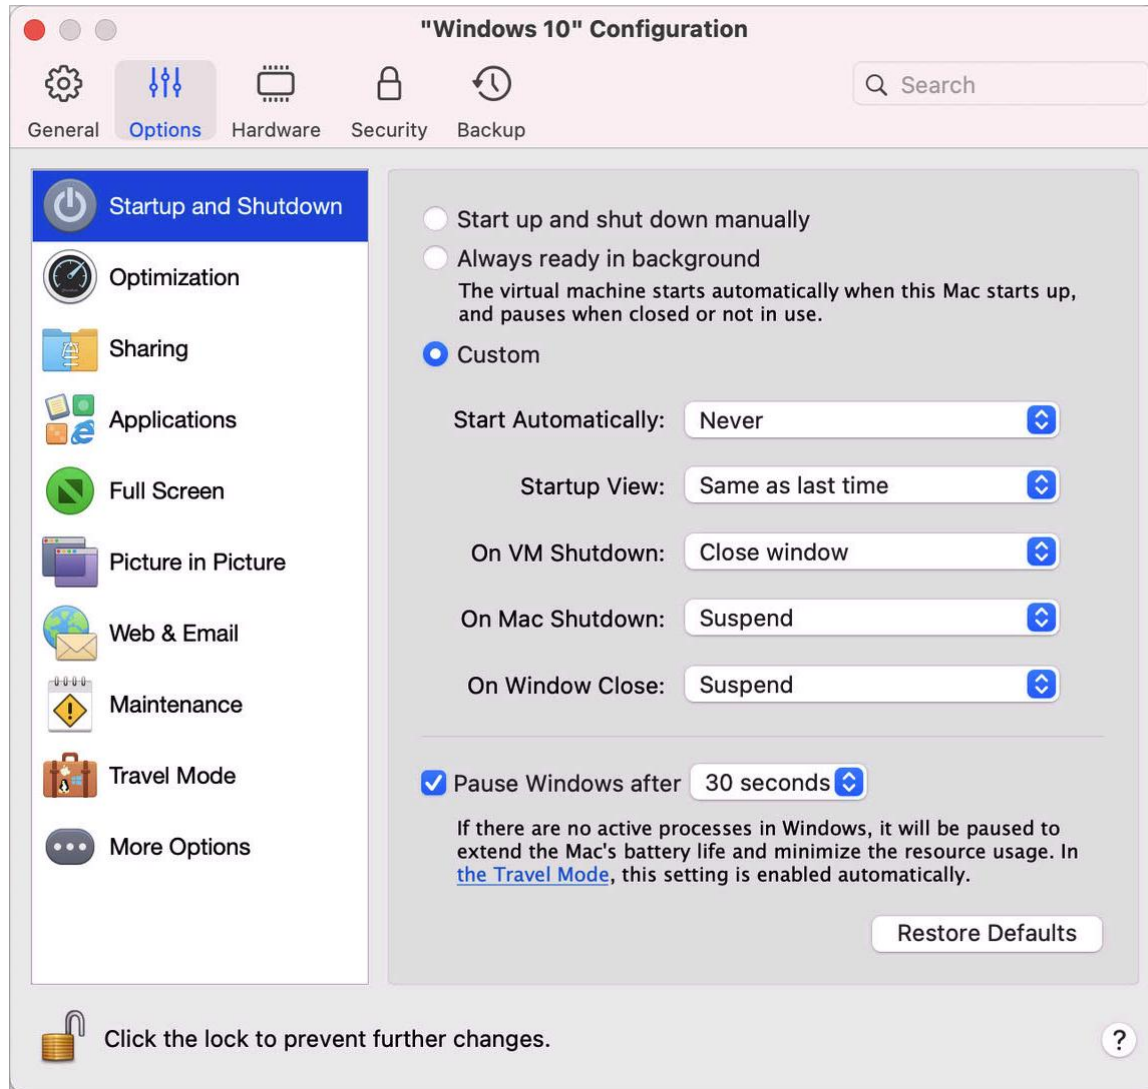 "Windows 10" Configuration
General
Options
Hardware
Security
Backup
Search
Startup and Shutdown
Optimization
Sharing
Applications
Full Screen
Picture in Picture
Web & Email
Maintenance
Travel Mode
More Options
Start up and shut down manually
Always ready in background
The virtual machine starts automatically when this Mac starts up,
and pauses when closed or not in use.
Custom
Start Automatically: Never
Startup View: Same as last time
On VM Shutdown: Close window
On Mac Shutdown: Suspend
On Window Close: Suspend
Pause Windows after 30 seconds
If there are no active processes in Windows, it will be paused to
extend the Mac's battery life and minimize the resource usage. In
the Travel Mode, this setting is enabled automatically.
Restore Defaults
Click the lock to prevent further changes.
?